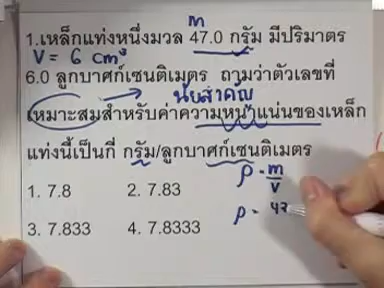 m
1.เหล็กแท่งหนึ่งมวล 47.0 กรัม มีปริมาตร
V = 6 cm³
6.0 ลูกบาศก์เซนติเมตร ถามว่าตัวเลขที่
นัยสำคัญ
เหมาะสมสำหรับค่าความหนาแน่นของเหล็ก
แท่งนี้เป็นกี่ กรัม/ลูกบาศก์เซนติเมตร
1. 7.8 2. 7.83
ρ = m/v
3. 7.833 4. 7.8333
ρ = 47